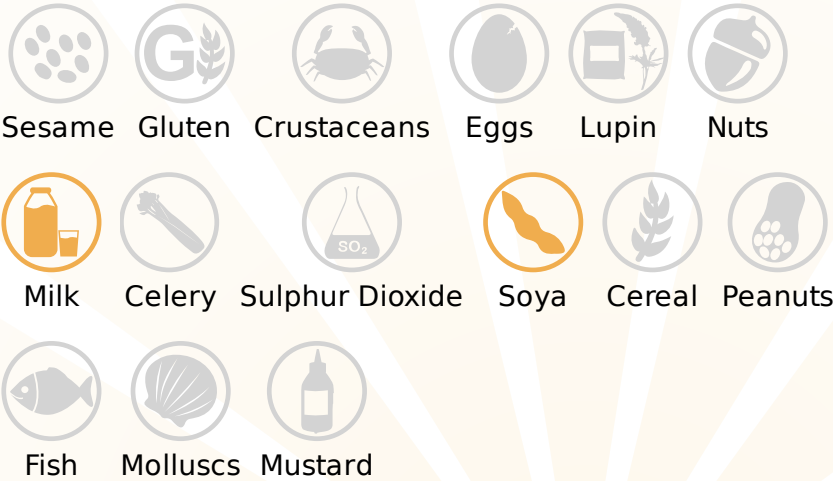 G
Sesame Gluten Crustaceans Eggs Lupin Nuts
SO₂
Milk Celery Sulphur Dioxide Soya Cereal Peanuts
Fish Molluscs Mustard